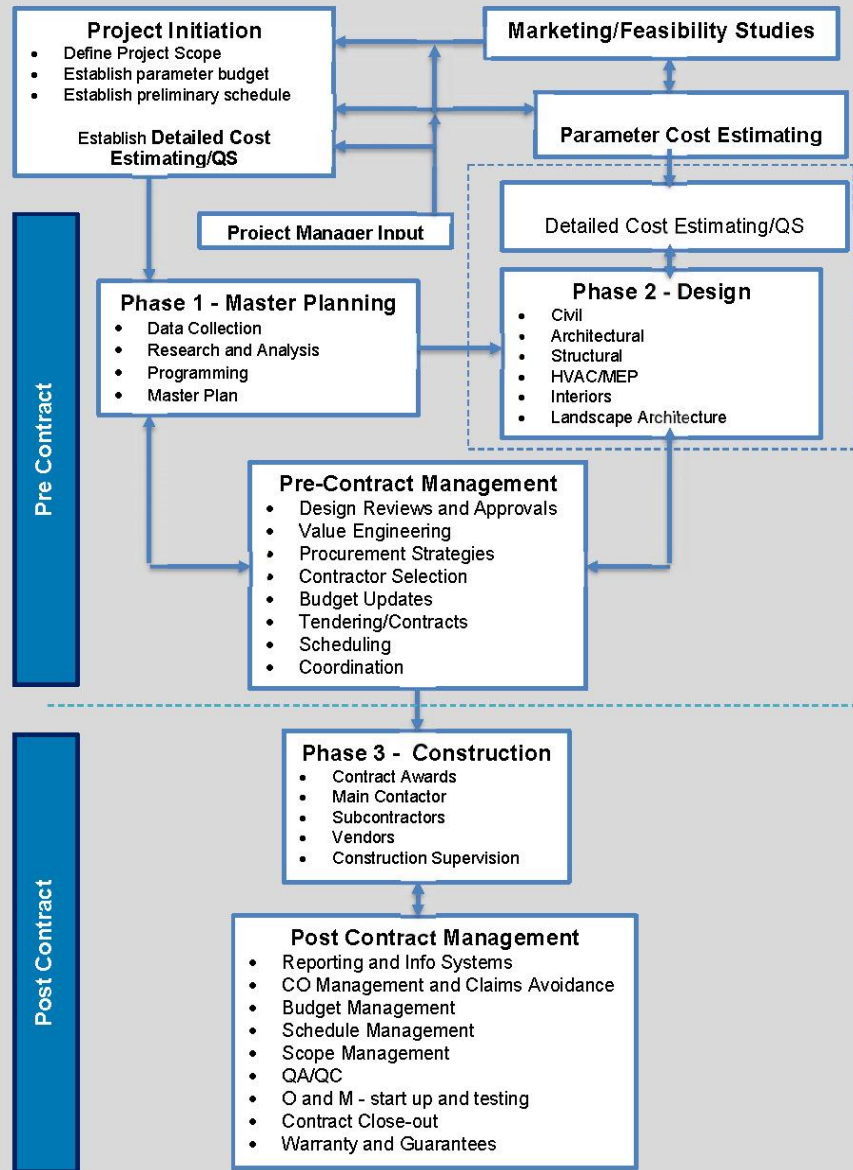 Project Initiation
• Define Project Scope
• Establish parameter budget
• Establish preliminary schedule
Establish Detailed Cost
Estimating/QS
Marketing/Feasibility Studies
Parameter Cost Estimating
Project Manager Input
Detailed Cost Estimating/QS
Pre Contract
Phase 1 - Master Planning
• Data Collection
• Research and Analysis
• Programming
• Master Plan
Phase 2 - Design
• Civil
• Architectural
• Structural
• HVAC/MEP
• Interiors
• Landscape Architecture
Pre-Contract Management
• Design Reviews and Approvals
• Value Engineering
• Procurement Strategies
• Contractor Selection
• Budget Updates
• Tendering/Contracts
• Scheduling
• Coordination
Post Contract
Phase 3 - Construction
• Contract Awards
• Main Contactor
• Subcontractors
• Vendors
• Construction Supervision
Post Contract Management
• Reporting and Info Systems
• CO Management and Claims Avoidance
• Budget Management
• Schedule Management
• Scope Management
• QA/QC
• O and M - start up and testing
• Contract Close-out
• Warranty and Guarantees